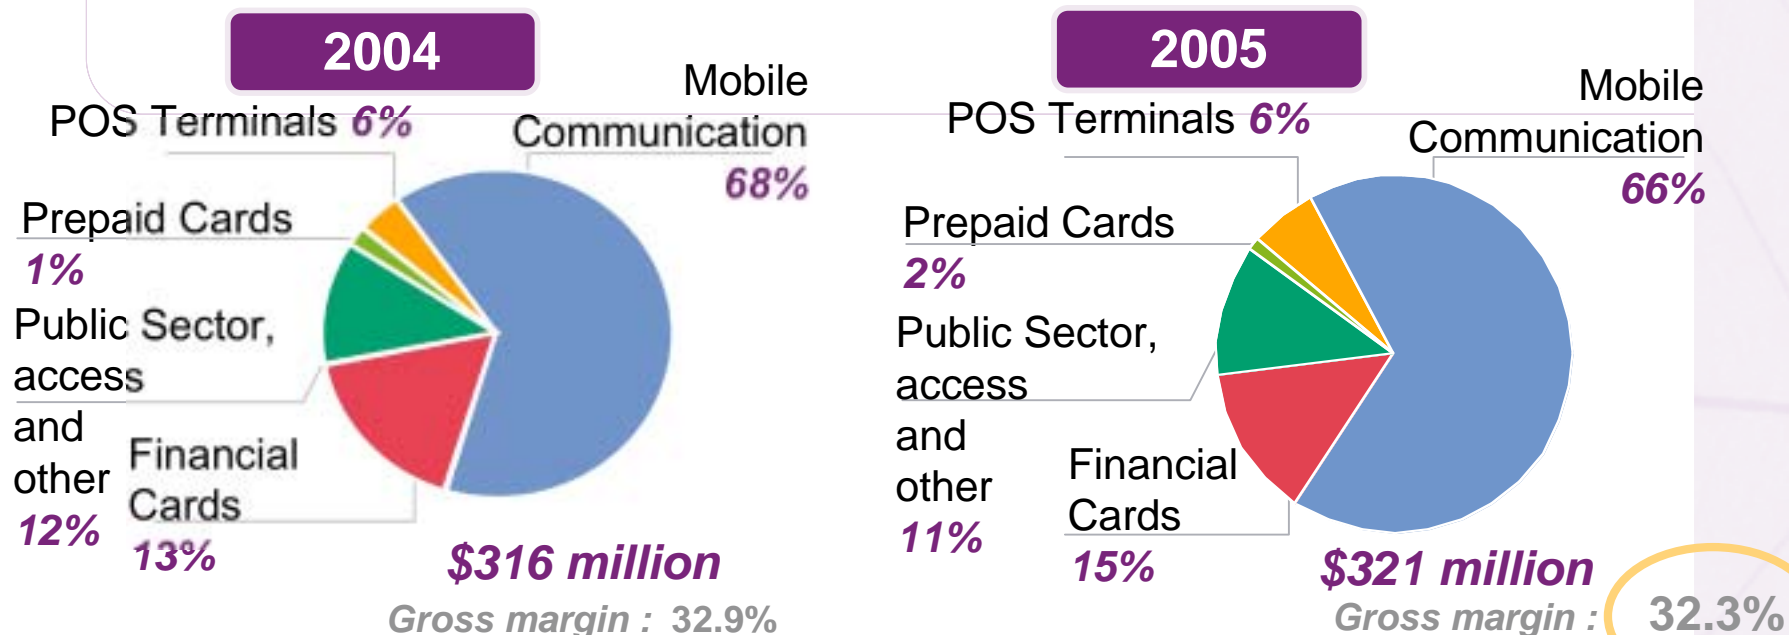 2004
POS Terminals 6%
Mobile
Communication
68%
Prepaid Cards
1%
Public Sector,
access
and
other
12%
Financial
Cards
13%
$316 million
Gross margin : 32.9%
2005
POS Terminals 6%
Mobile
Communication
66%
Prepaid Cards
2%
Public Sector,
access
and
other
11%
Financial
Cards
15%
$321 million
Gross margin : 32.3%